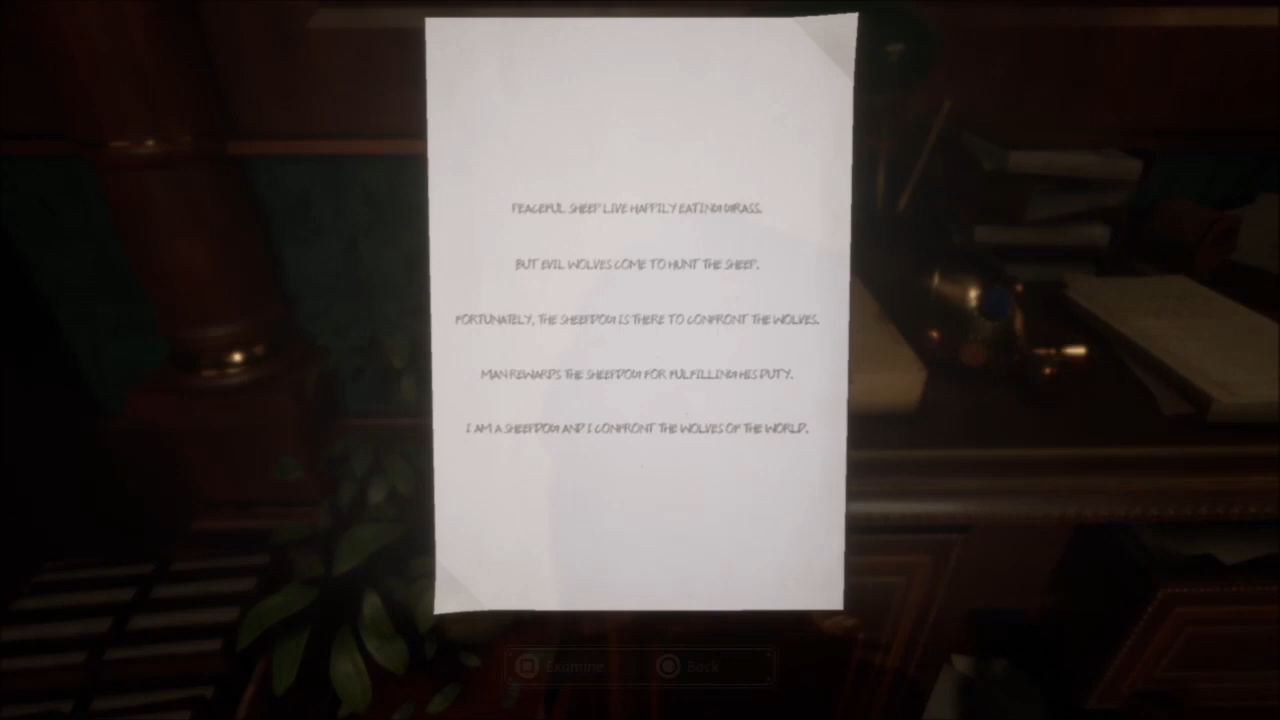 PEACEFUL SHEEP LIVE HAPPILY EATING GRASS.
BUT EVIL WOLVES COME TO HUNT THE SHEEP.
FORTUNATELY, THE SHEEPDOG IS THERE TO CONFRONT THE WOLVES.
MAN REWARDS THE SHEEPDOG FOR FULFILLING HIS DUTY.
I AM A SHEEPDOG AND I CONFRONT THE WOLVES OF THE WORLD.
Examine Back